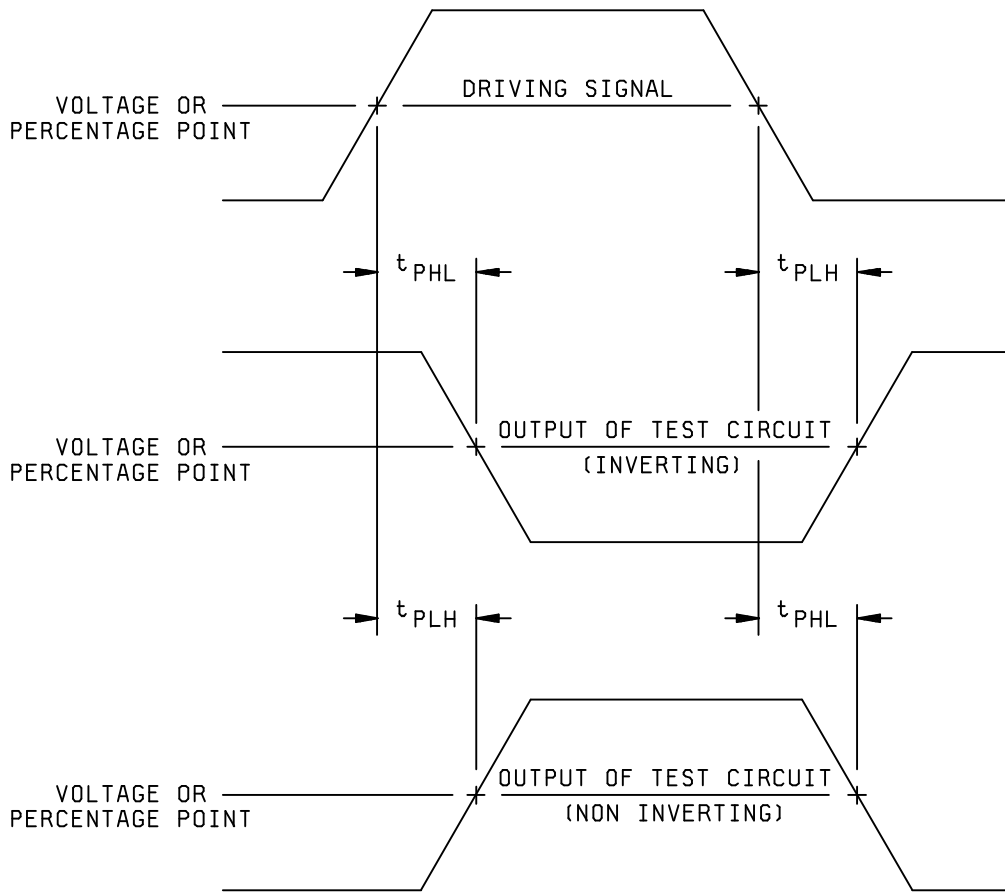 DRIVING SIGNAL
VOLTAGE OR
PERCENTAGE POINT
tPHL
tPLH
OUTPUT OF TEST CIRCUIT
VOLTAGE OR
PERCENTAGE POINT
(INVERTING)
tPLH
tPHL
OUTPUT OF TEST CIRCUIT
VOLTAGE OR
PERCENTAGE POINT
(NON INVERTING)